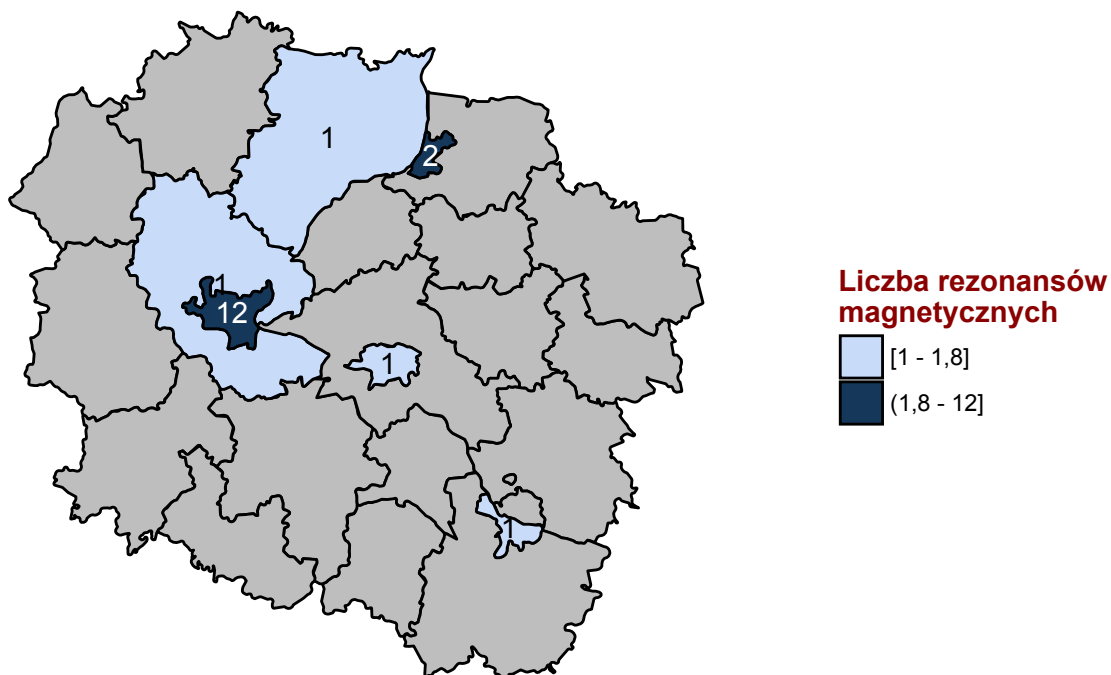 1
2
1
12
1
1
Liczba rezonansów
magnetycznych
[1 - 1,8]
(1,8 - 12]